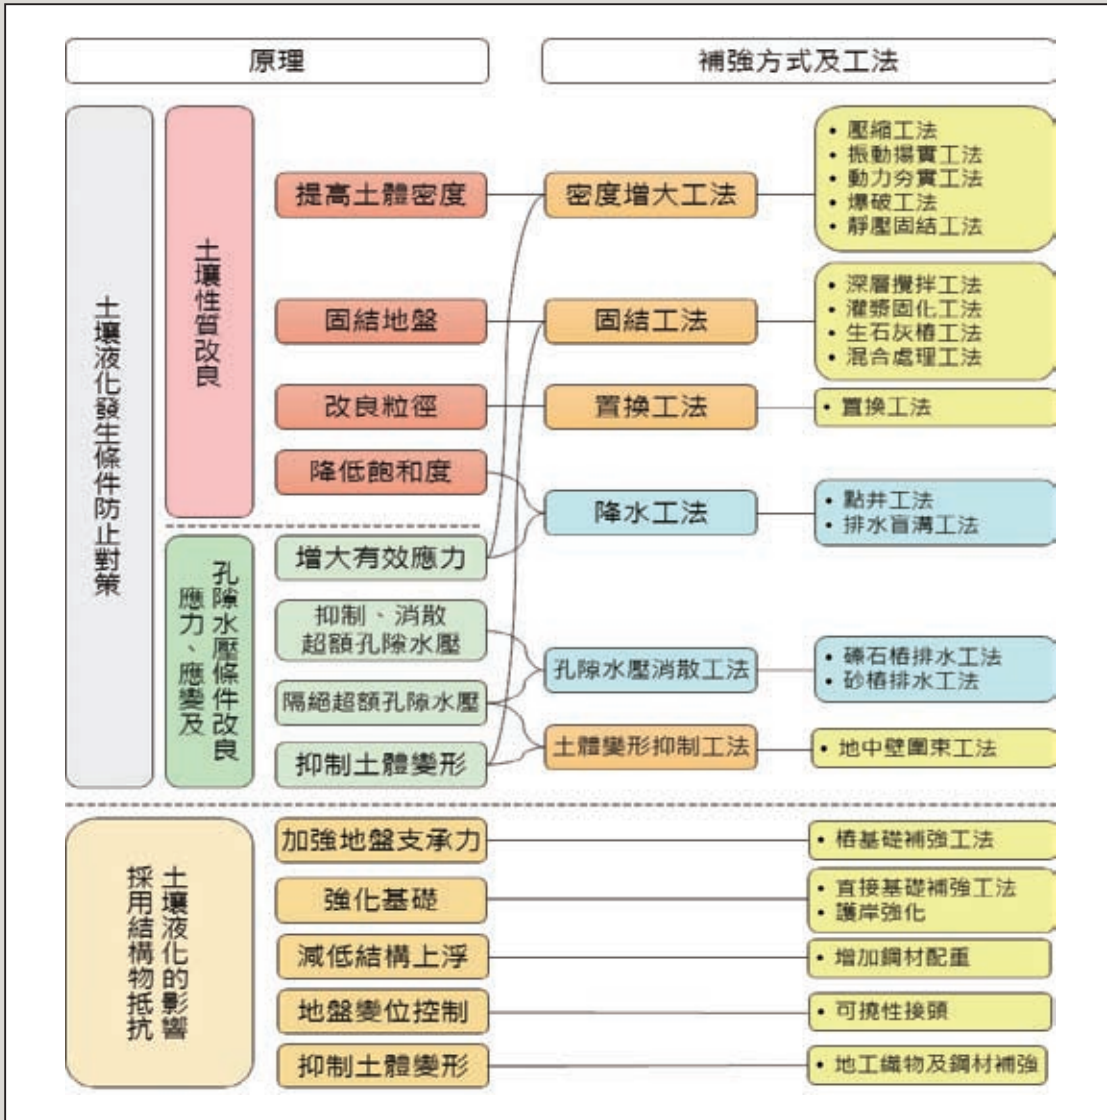 原理
補強方式及工法
土壤液化發生條件防止對策
土壤性質改良
提高土體密度
密度增大工法
• 壓縮工法
• 振動揚實工法
• 動力夯實工法
• 爆破工法
• 靜壓固結工法
固結地盤
固結工法
• 深層攪拌工法
• 灌漿固化工法
• 生石灰樁工法
• 混合處理工法
改良粒徑
置換工法
• 置換工法
降低飽和度
降水工法
• 點井工法
• 排水盲溝工法
孔隙水壓條件改良
應力、應變及
增大有效應力
抑制、消散
超額孔隙水壓
孔隙水壓消散工法
• 礫石樁排水工法
• 砂樁排水工法
隔絕超額孔隙水壓
抑制土體變形
土體變形抑制工法
• 地中壁圍束工法
土壤液化的影響
採用結構物抵抗
加強地盤支承力
• 樁基礎補強工法
強化基礎
• 直接基礎補強工法
• 護岸強化
減低結構上浮
• 增加鋼材配重
地盤變位控制
• 可撓性接頭
抑制土體變形
• 地工織物及鋼材補強